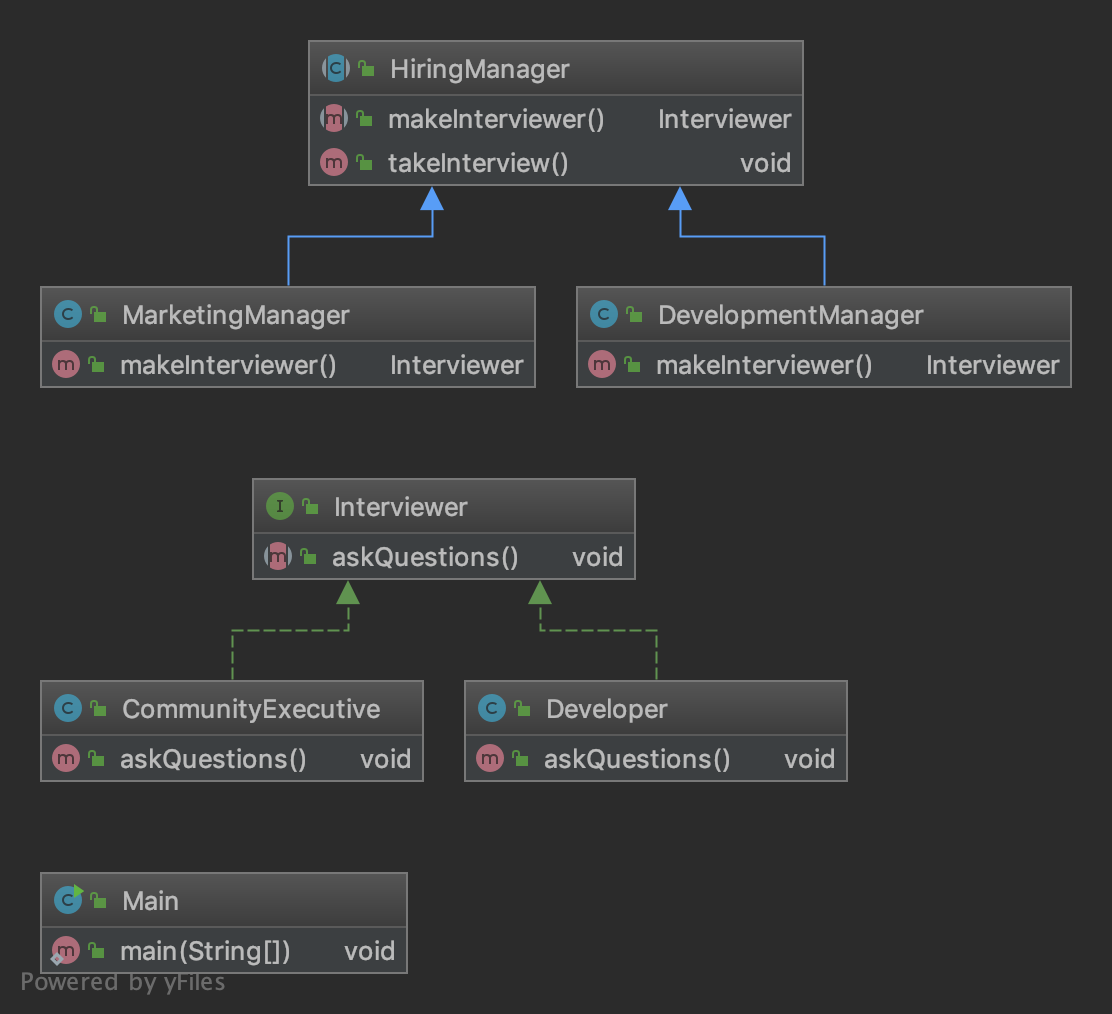 HiringManager
makeInterviewer() Interviewer
takeInterview() void
MarketingManager
makeInterviewer() Interviewer
DevelopmentManager
makeInterviewer() Interviewer
Interviewer
askQuestions() void
CommunityExecutive
askQuestions() void
Developer
askQuestions() void
Main
main(String[]) void
Powered by yFiles